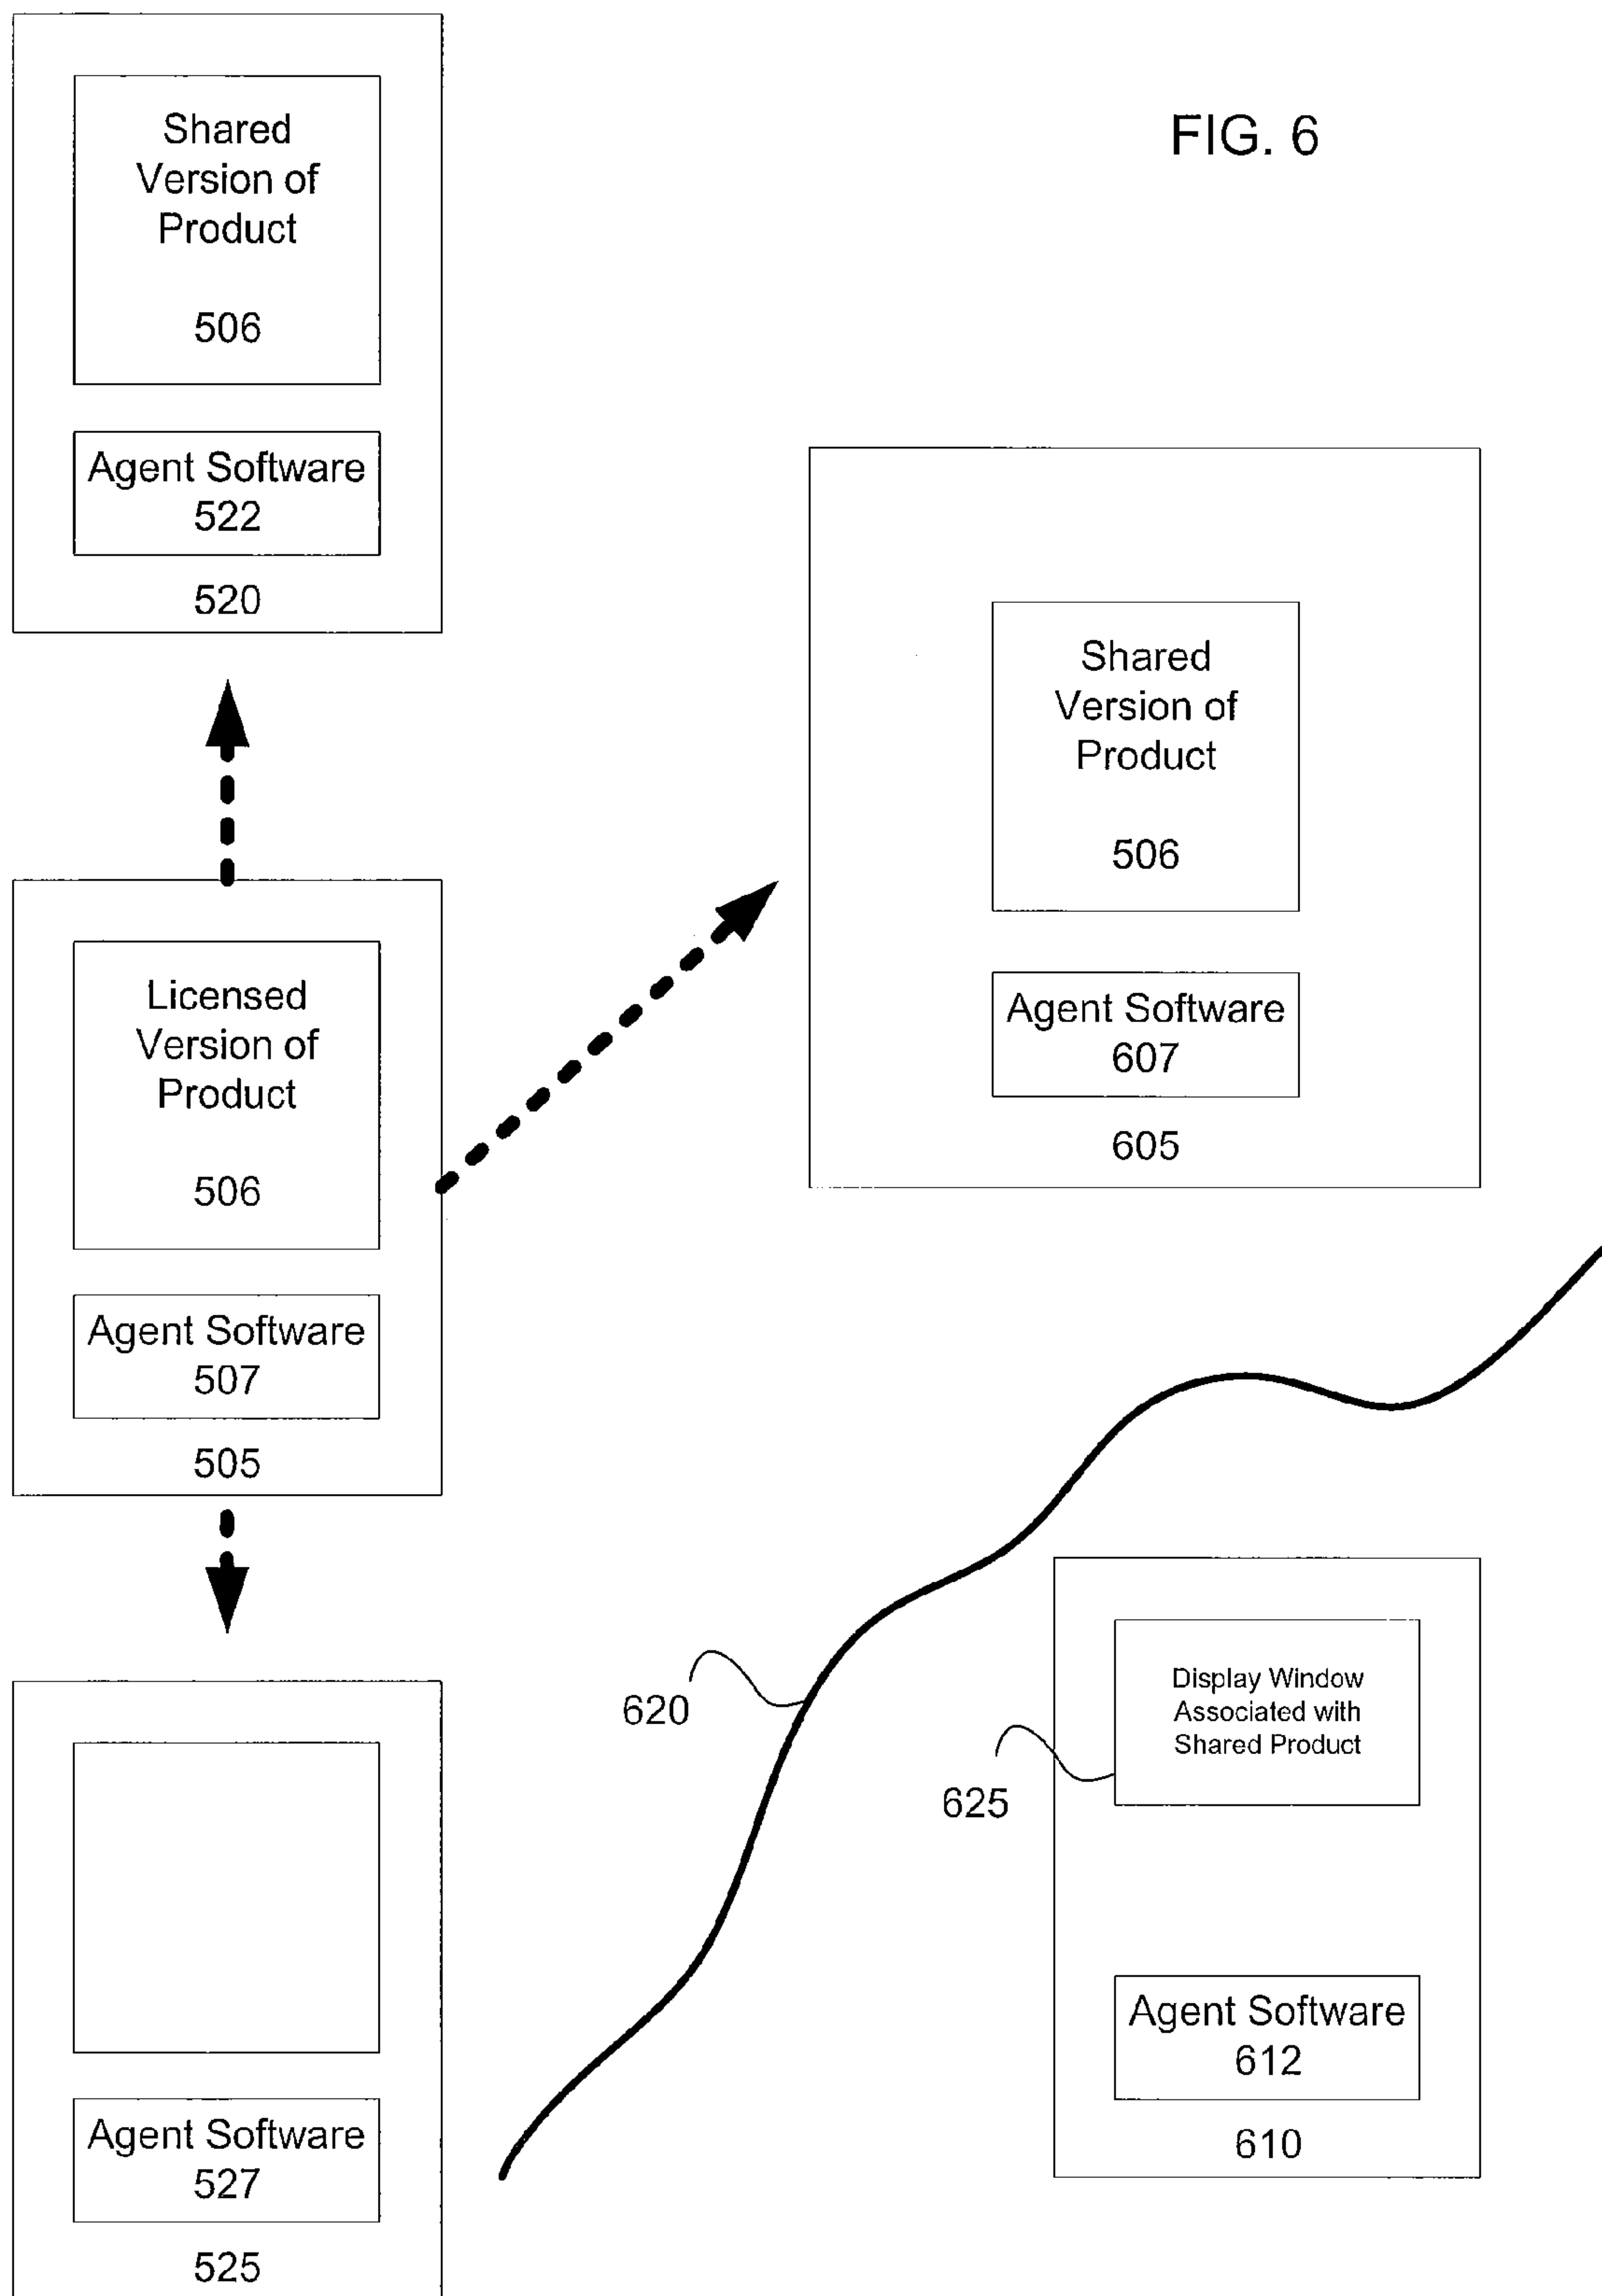 FIG. 6
Shared
Version of
Product
506
Agent Software
522
520
Shared
Version of
Product
506
Agent Software
607
605
Licensed
Version of
Product
506
Agent Software
507
505
620
Display Window
Associated with
Shared Product
625
Agent Software
612
610
Agent Software
527
525